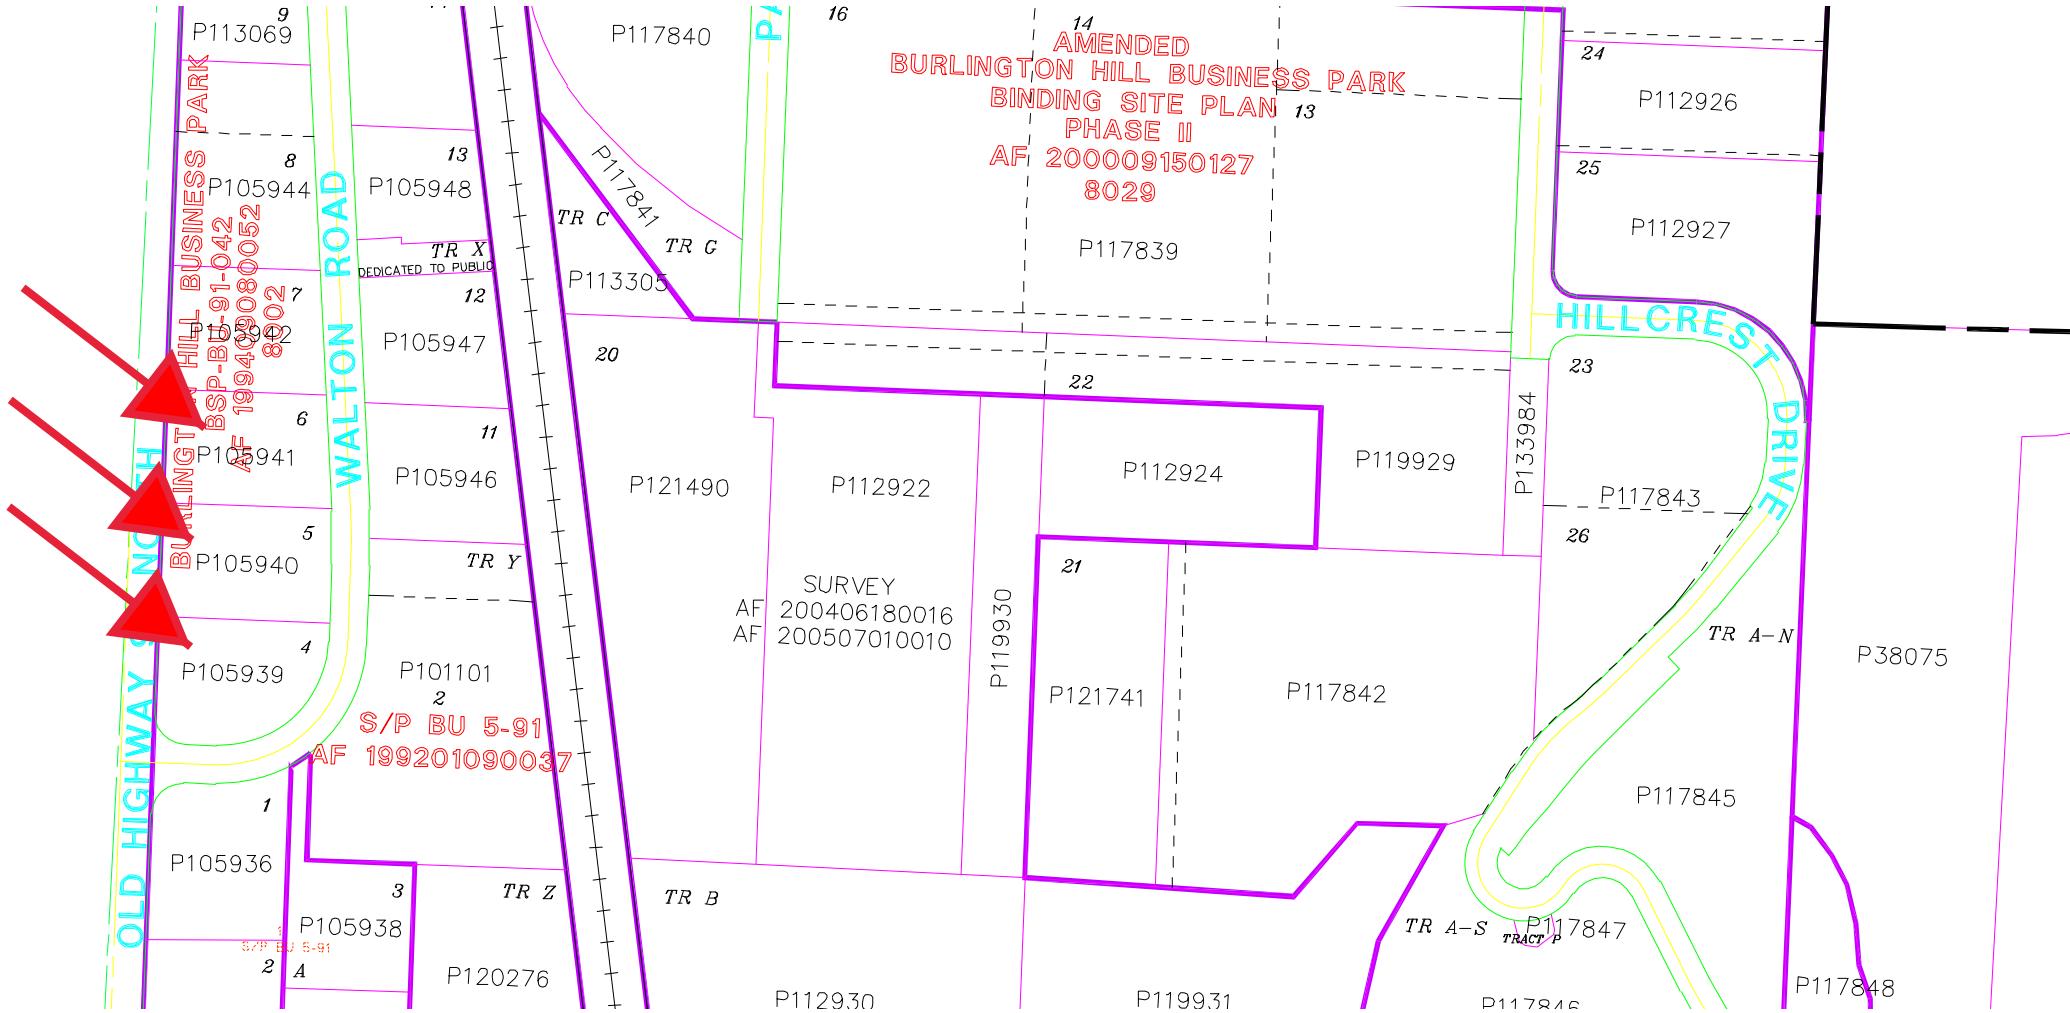 9
P113069
P117840
16
14
AMENDED
BURLINGTON HILL BUSINESS PARK
BINDING SITE PLAN
PHASE II
AF 200009150127
8029
13
P117839
24
P112926
25
P112927
8
P105944
13
P105948
WALTON ROAD
P117841
TR C
TR G
TR X
DEDICATED TO PUBLIC
P113305
BURLINGTON HILL BUSINESS PARK
BSP-BU-91-042
AF 199409080052
8002
7
P105942
12
P105947
20
22
HILLCREST DRIVE
23
6
P105941
11
P105946
P121490
P112922
P112924
P119929
P133984
P117843
26
5
P105940
TR Y
SURVEY
AF 200406180016
AF 200507010010
P119930
21
TR A-N
P38075
4
P105939
P101101
2
S/P BU 5-91
AF 199201090037
P121741
P117842
P117845
OLD HIGHWAY 99 NORTH
1
P105936
3
P105938
S/P BU 5-91
2
A
TR Z
TR B
P120276
P112930
P119931
TR A-S
TRACT P
P117847
P117846
P117848